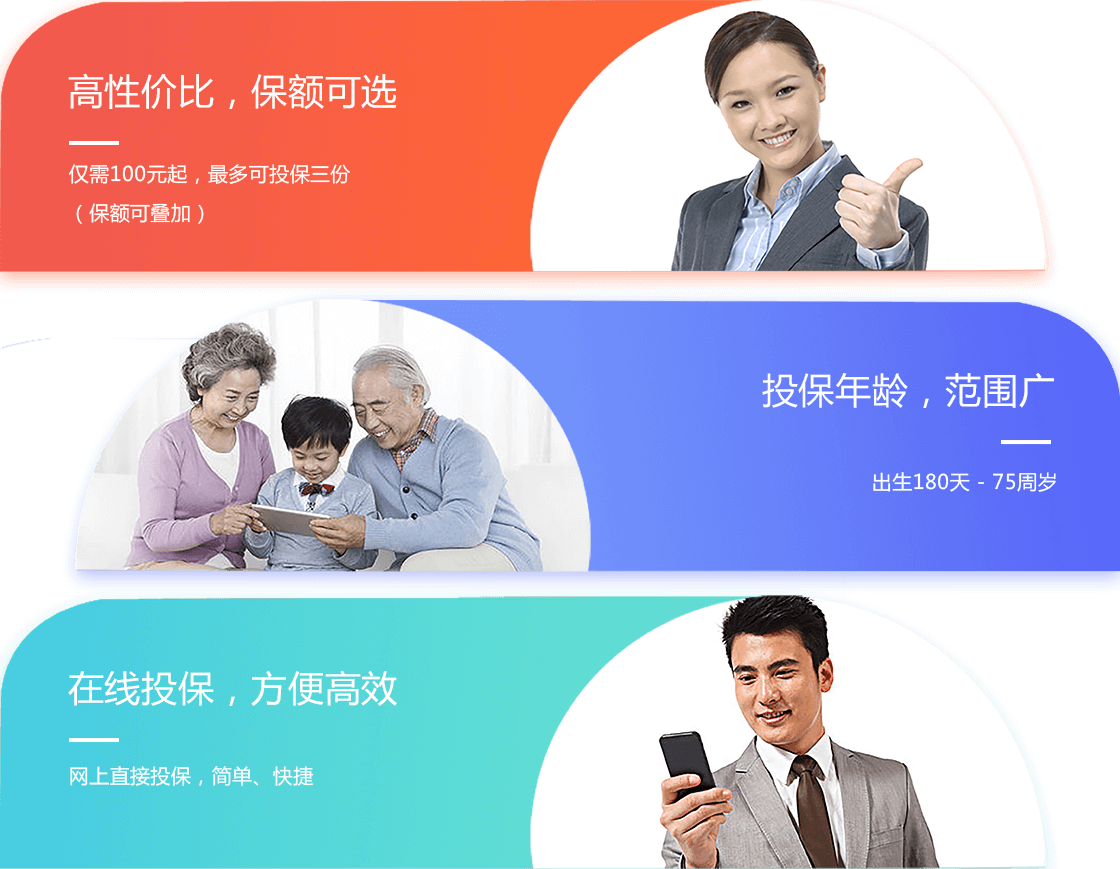 高性价比，保额可选
仅需100元起，最多可投保三份
（保额可叠加）
投保年龄，范围广
出生180天 - 75周岁
在线投保，方便高效
网上直接投保，简单、快捷